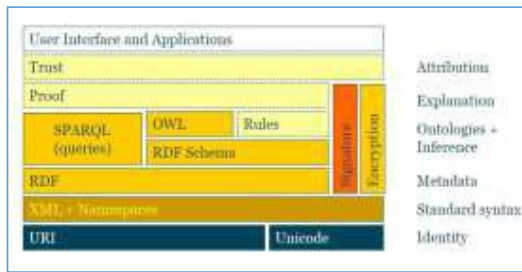 User Interface and Applications
Trust
Attribution
Proof
Explanation
SPARQL
(queries)
OWL
Rules
Ontologies +
Inference
RDF Schema
Signature
Encryption
RDF
Metadata
XML + Namespaces
Standard syntax
URI
Unicode
Identity